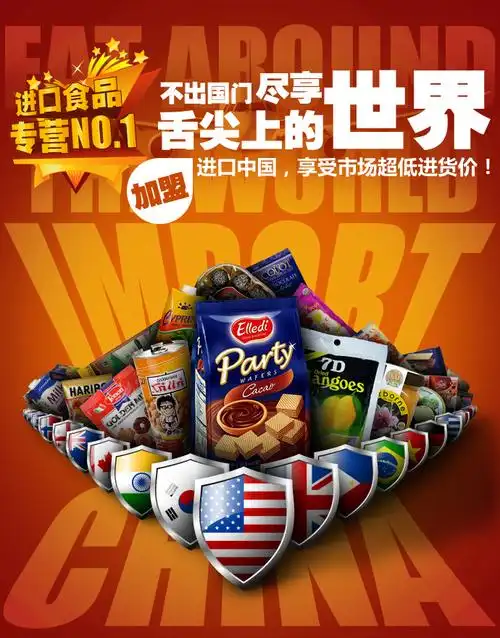 EAT AROUND
THE WORLD
IMPORT
CHINA
进口食品
专营NO.1
不出国门 尽享
舌尖上的世界
加盟
进口中国，享受市场超低进货价！
Elledi
Party
WAFERS
Cacao
7D
Dried
Mangoes
HARIBO
GOLDEN